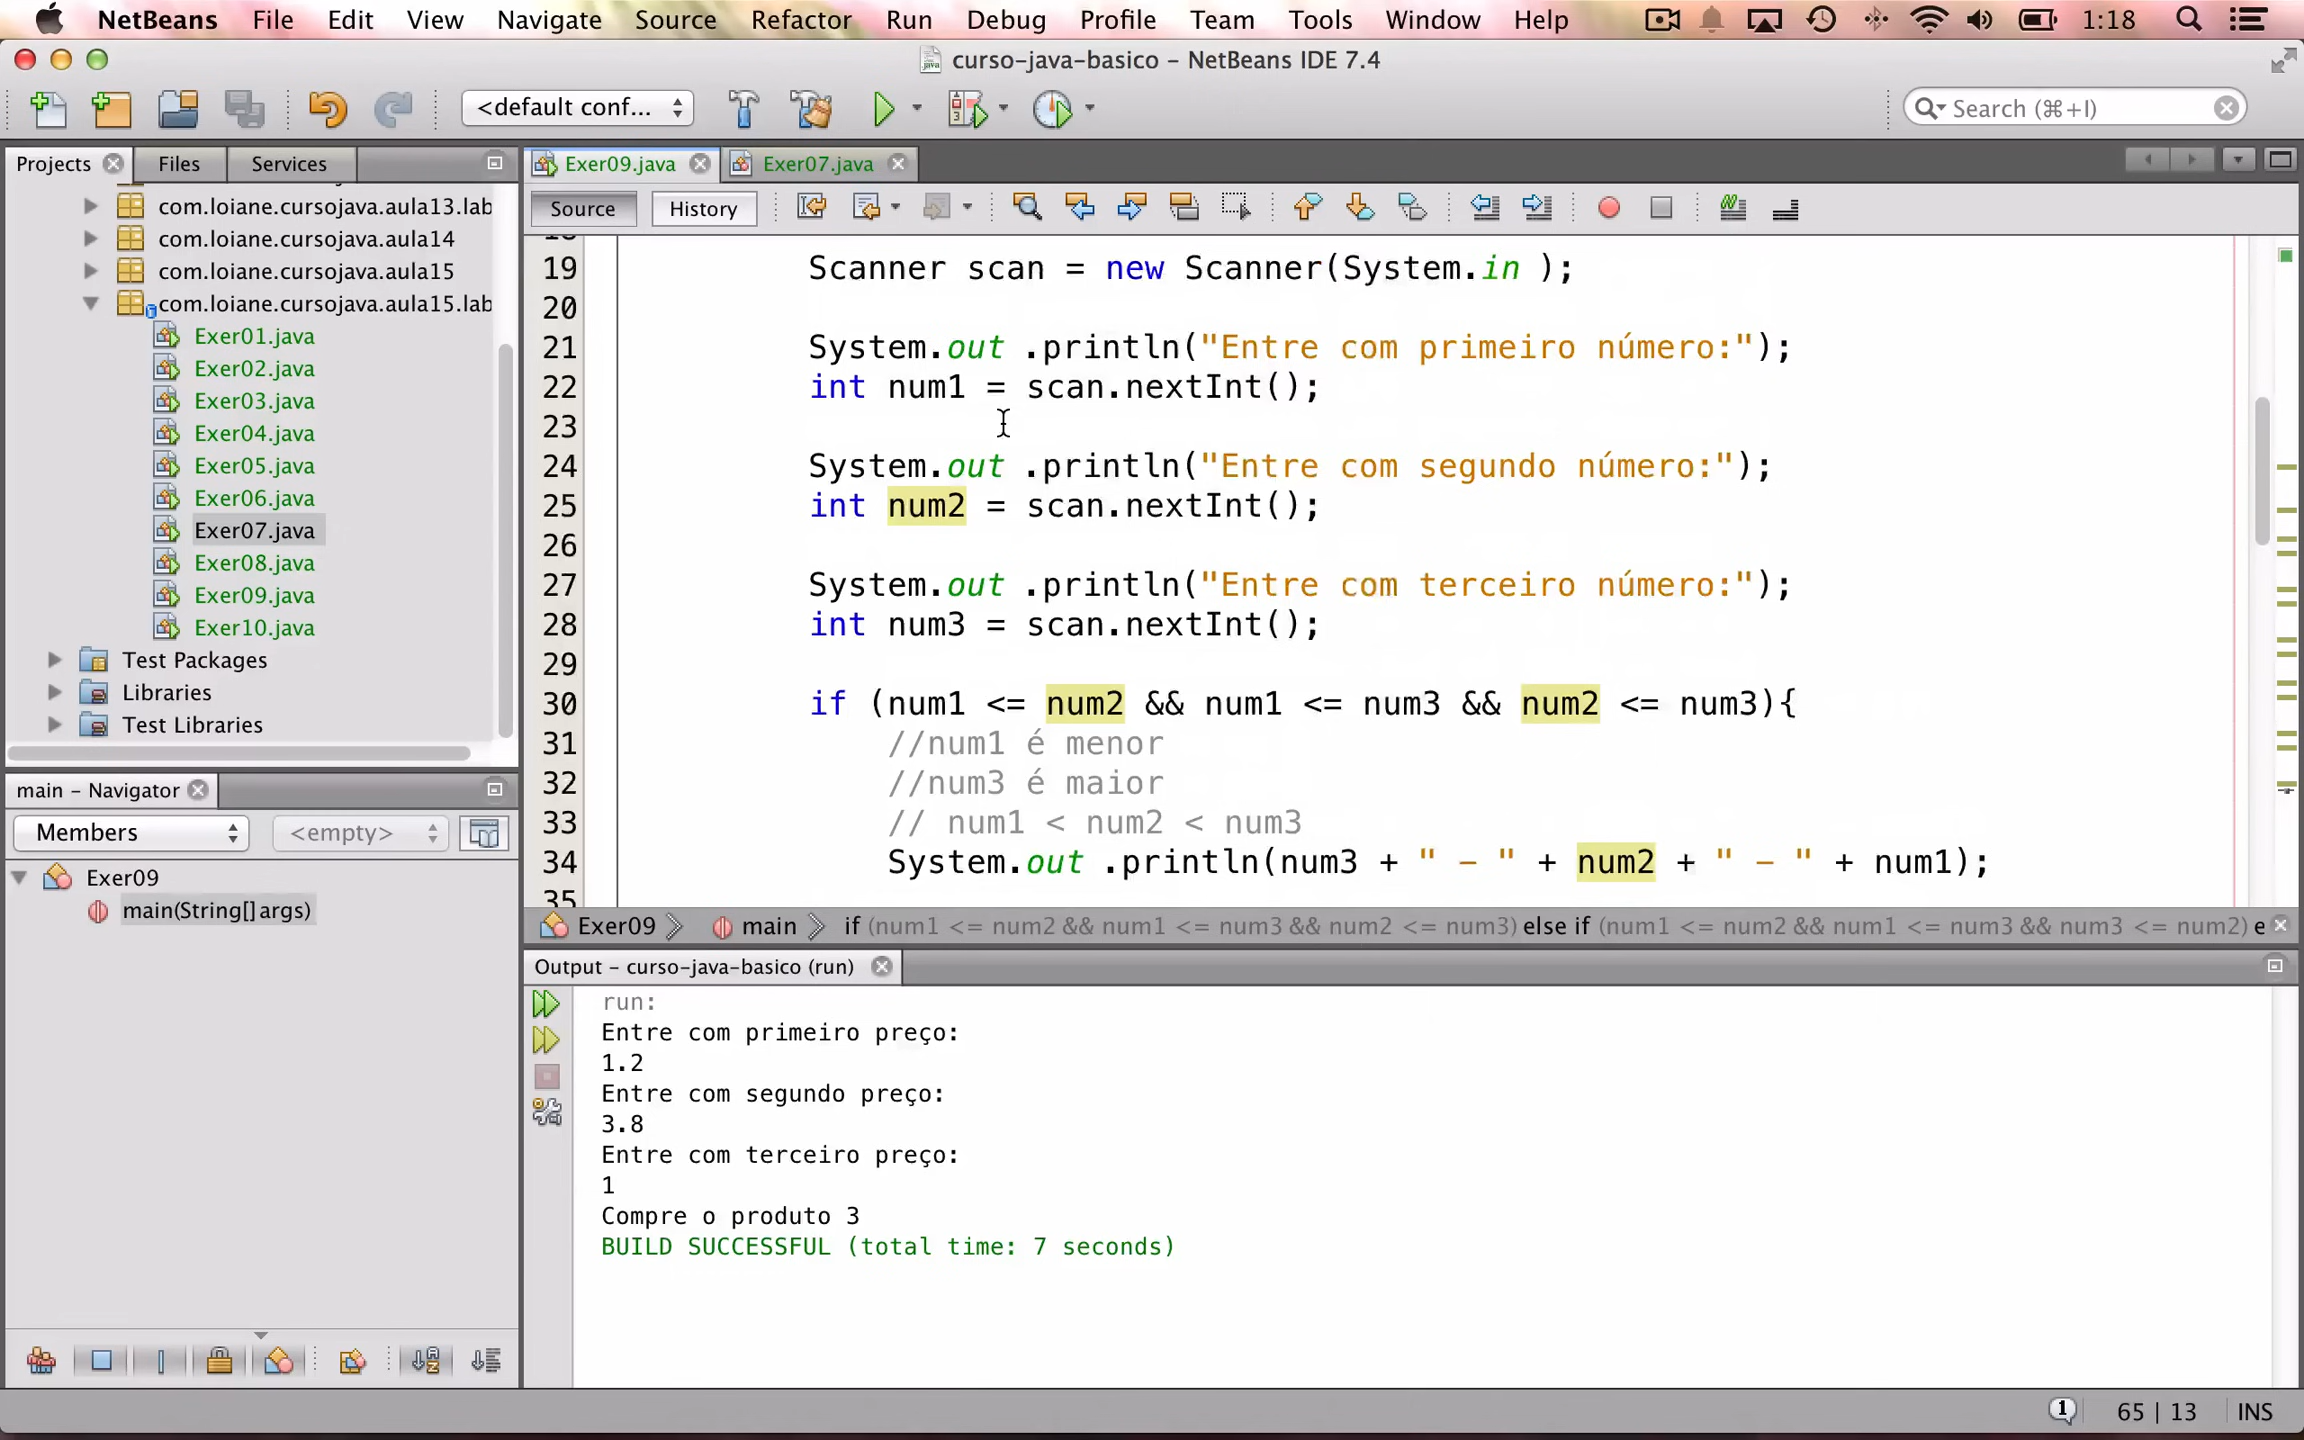 NetBeans File Edit View Navigate Source Refactor Run Debug Profile Team Tools Window Help 1:18
curso-java-basico – NetBeans IDE 7.4
<default conf... Search (⌘+I)
Projects Files Services
com.loiane.cursojava.aula13.lab
com.loiane.cursojava.aula14
com.loiane.cursojava.aula15
com.loiane.cursojava.aula15.lab
Exer01.java
Exer02.java
Exer03.java
Exer04.java
Exer05.java
Exer06.java
Exer07.java
Exer08.java
Exer09.java
Exer10.java
Test Packages
Libraries
Test Libraries
main – Navigator
Members <empty>
Exer09
main(String[] args)
Exer09.java Exer07.java
Source History
19 Scanner scan = new Scanner(System.in );
20
21 System.out .println("Entre com primeiro número:");
22 int num1 = scan.nextInt();
23
24 System.out .println("Entre com segundo número:");
25 int num2 = scan.nextInt();
26
27 System.out .println("Entre com terceiro número:");
28 int num3 = scan.nextInt();
29
30 if (num1 <= num2 && num1 <= num3 && num2 <= num3){
31 //num1 é menor
32 //num3 é maior
33 // num1 < num2 < num3
34 System.out .println(num3 + " – " + num2 + " – " + num1);
35
Exer09 main if (num1 <= num2 && num1 <= num3 && num2 <= num3) else if (num1 <= num2 && num1 <= num3 && num3 <= num2) e
Output – curso-java-basico (run)
run:
Entre com primeiro preço:
1.2
Entre com segundo preço:
3.8
Entre com terceiro preço:
1
Compre o produto 3
BUILD SUCCESSFUL (total time: 7 seconds)
1 65 | 13 INS